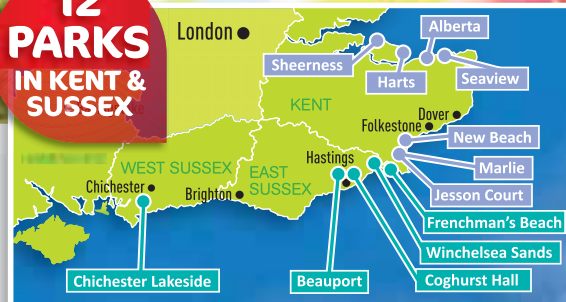 12
PARKS
IN KENT &
SUSSEX
London
Alberta
Sheerness
Harts
Seaview
KENT
Dover
Folkestone
New Beach
Marlie
Jesson Court
Hastings
WEST SUSSEX
EAST
SUSSEX
Chichester
Brighton
Frenchman's Beach
Winchelsea Sands
Coghurst Hall
Beauport
Chichester Lakeside